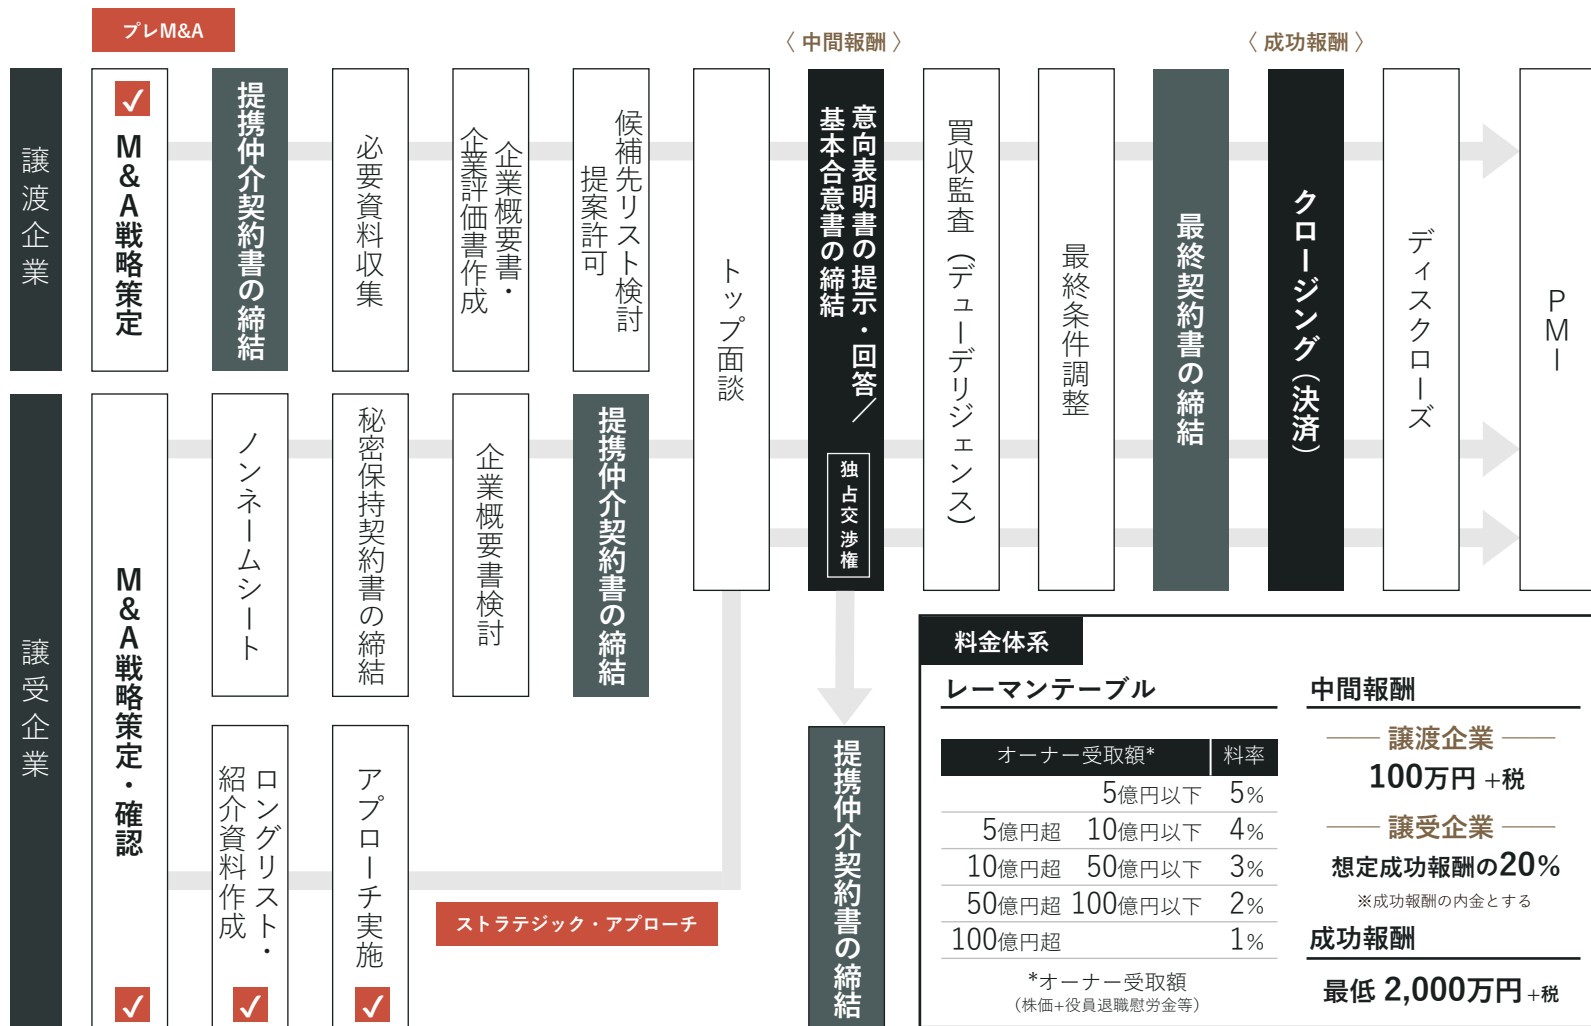 プレM&A
〈 中間報酬 〉
〈 成功報酬 〉
譲渡企業
M&A戦略策定
提携仲介契約書の締結
必要資料収集
企業概要書・
企業評価書作成
候補先リスト検討
提案許可
トップ面談
意向表明書の提示・回答／
基本合意書の締結
独占交渉権
買収監査（デューデリジェンス）
最終条件調整
最終契約書の締結
クロージング（決済）
ディスクローズ
PMI
譲受企業
M&A戦略策定・確認
ノンネームシート
秘密保持契約書の締結
企業概要書検討
提携仲介契約書の締結
ロングリスト・
紹介資料作成
アプローチ実施
ストラテジック・アプローチ
提携仲介契約書の締結
料金体系
レーマンテーブル
オーナー受取額* 料率
5億円以下 5%
5億円超 10億円以下 4%
10億円超 50億円以下 3%
50億円超 100億円以下 2%
100億円超 1%
*オーナー受取額
（株価+役員退職慰労金等）
中間報酬
譲渡企業
100万円 +税
譲受企業
想定成功報酬の20%
※成功報酬の内金とする
成功報酬
最低 2,000万円 +税